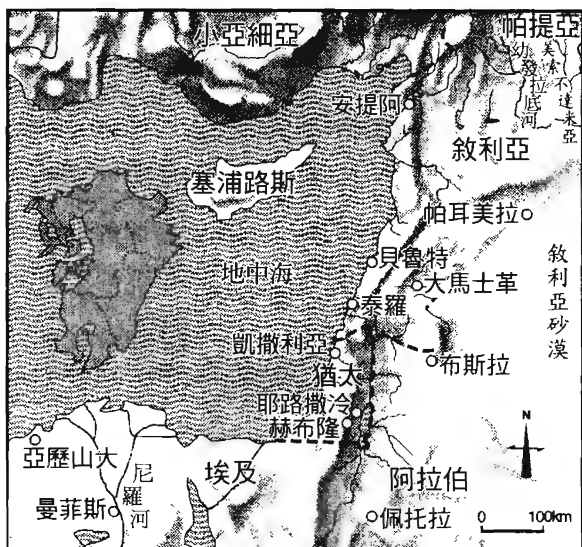 小亞細亞
帕提亞
幼發拉底河
美索不達米亞
安提阿
敘利亞
塞浦路斯
帕耳美拉
貝魯特
地中海
大馬士革
敘利亞砂漠
泰羅
凱撒利亞
布斯拉
猶太
耶路撒冷
赫布隆
N
亞歷山大
尼羅河
埃及
阿拉伯
曼菲斯
佩托拉
0 100km